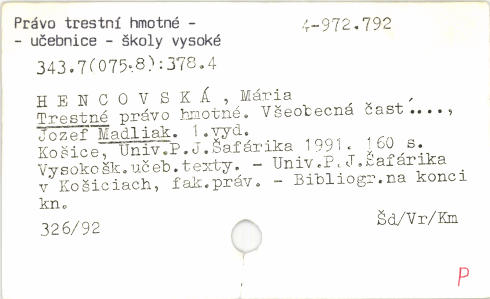 Právo trestní hmotné -
- učebnice - školy vysoké
4-972.792
343.7(075.8):378.4
HENCOVSKÁ, Mária
Trestné právo hmotné. Všeobecná časť....,
Jozef Madliak. 1.vyd.
Košice, Univ.P.J.Šafárika 1991. 160 s.
Vysokošk.učeb.texty. - Univ.P.J.Šafárika
v Košiciach, fak.práv. - Bibliogr.na konci
kn.
326/92
Šd/Vr/Km
P